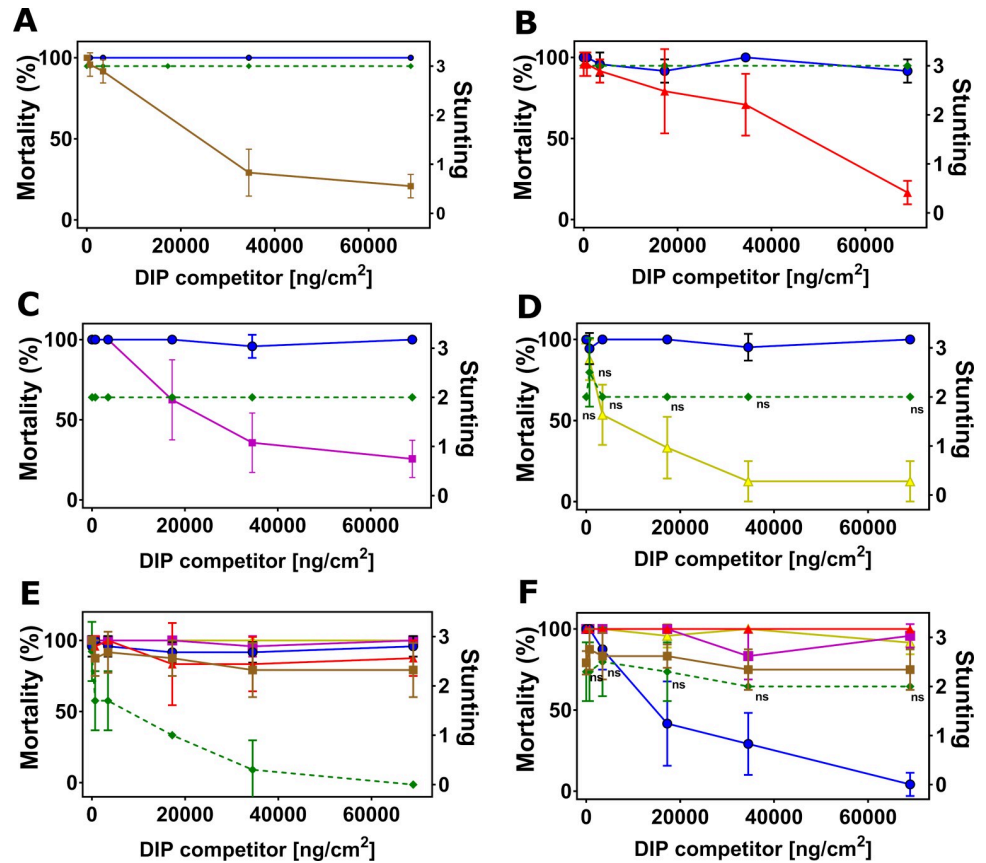 A
B
Mortality (%)
100
50
0
3
2
1
0
Stunting
0 20000 40000 60000
DIP competitor [ng/cm²]
Mortality (%)
100
50
0
3
2
1
0
Stunting
0 20000 40000 60000
DIP competitor [ng/cm²]
C
D
Mortality (%)
100
50
0
3
2
1
0
Stunting
0 20000 40000 60000
DIP competitor [ng/cm²]
Mortality (%)
100
50
0
ns
ns
ns
ns
ns
ns
3
2
1
0
Stunting
0 20000 40000 60000
DIP competitor [ng/cm²]
E
F
Mortality (%)
100
50
0
3
2
1
0
Stunting
0 20000 40000 60000
DIP competitor [ng/cm²]
Mortality (%)
100
50
0
ns
ns
ns
ns
ns
3
2
1
0
Stunting
0 20000 40000 60000
DIP competitor [ng/cm²]